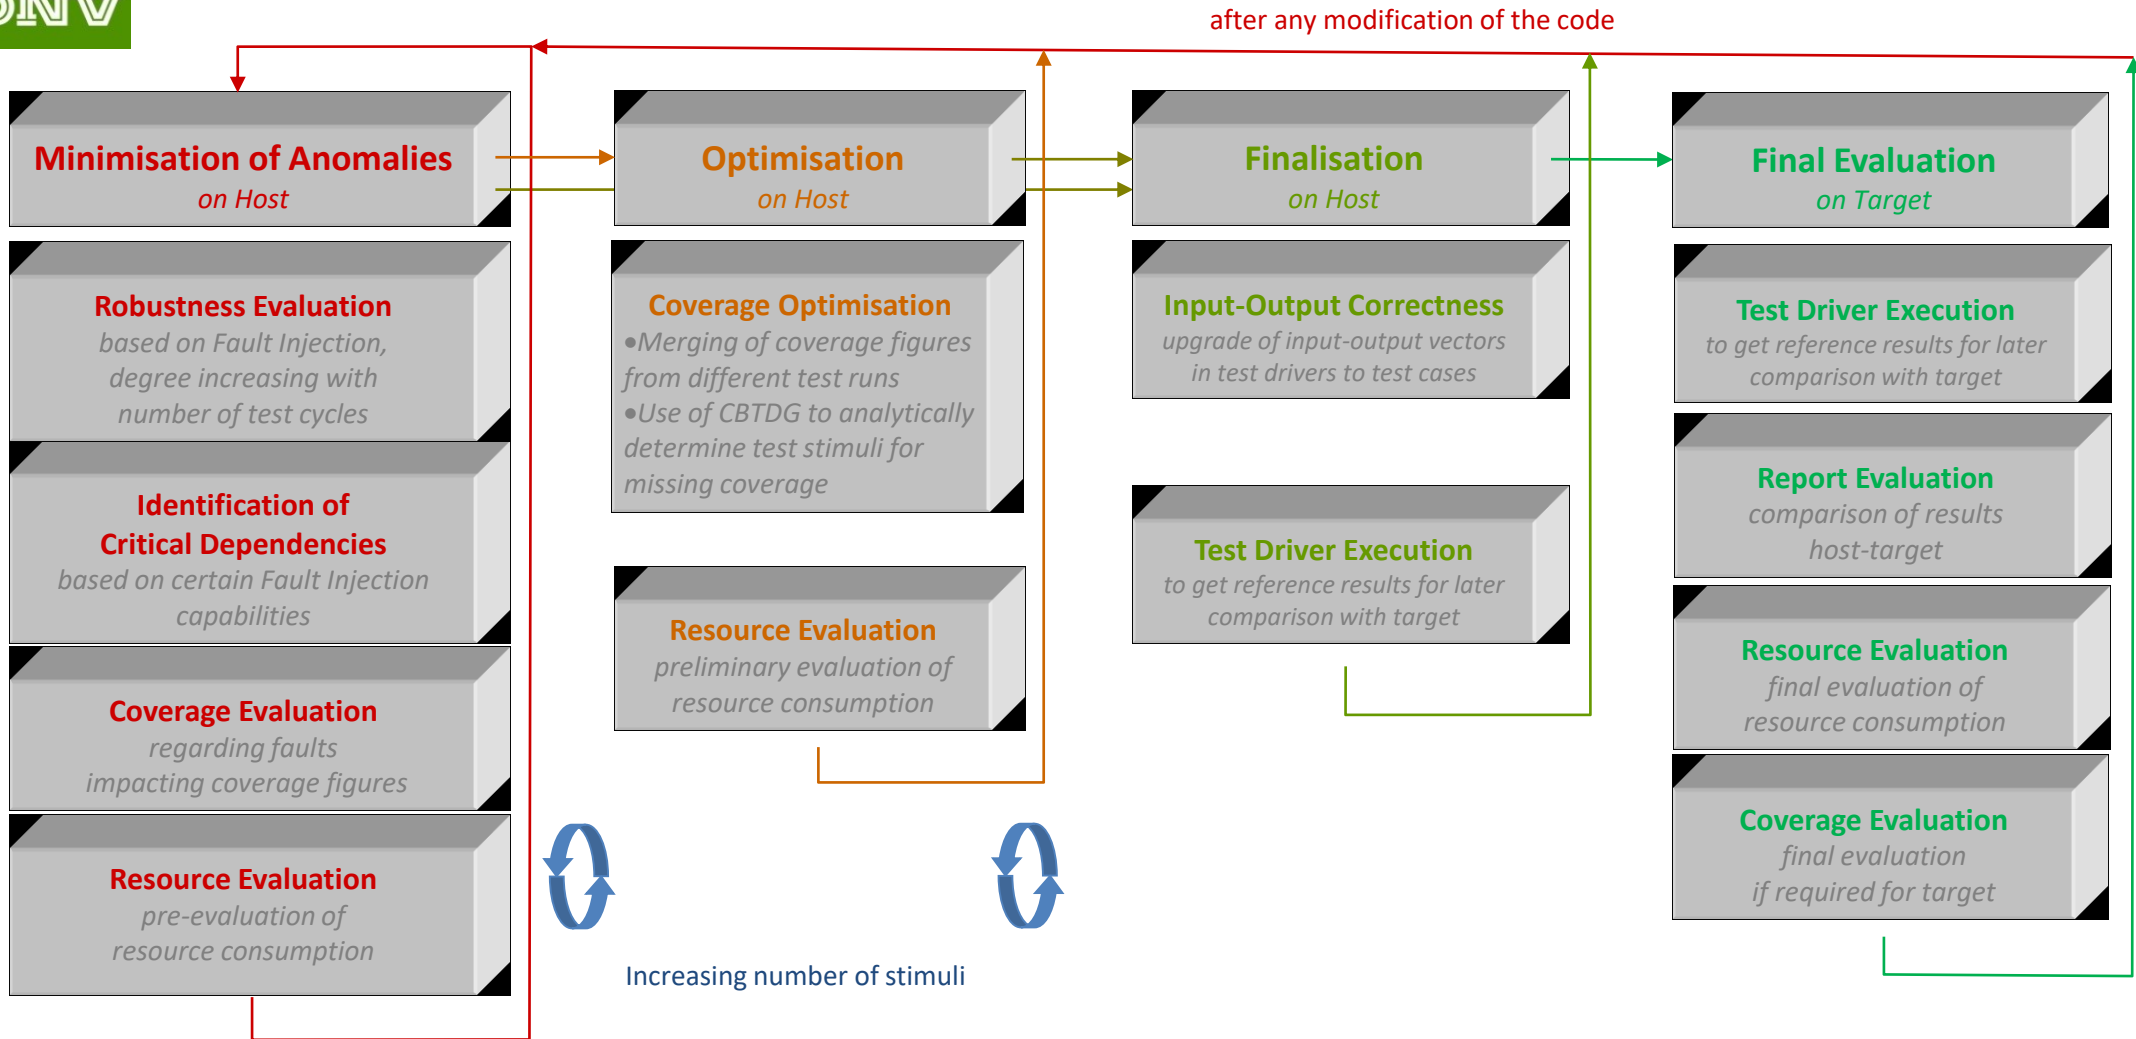 after any modification of the code
Minimisation of Anomalies
on Host
Robustness Evaluation
based on Fault Injection,
degree increasing with
number of test cycles
Identification of
Critical Dependencies
based on certain Fault Injection
capabilities
Coverage Evaluation
regarding faults
impacting coverage figures
Resource Evaluation
pre-evaluation of
resource consumption
Optimisation
on Host
Coverage Optimisation
•Merging of coverage figures
from different test runs
•Use of CBTDG to analytically
determine test stimuli for
missing coverage
Resource Evaluation
preliminary evaluation of
resource consumption
Increasing number of stimuli
Finalisation
on Host
Input-Output Correctness
upgrade of input-output vectors
in test drivers to test cases
Test Driver Execution
to get reference results for later
comparison with target
Final Evaluation
on Target
Test Driver Execution
to get reference results for later
comparison with target
Report Evaluation
comparison of results
host-target
Resource Evaluation
final evaluation of
resource consumption
Coverage Evaluation
final evaluation
if required for target